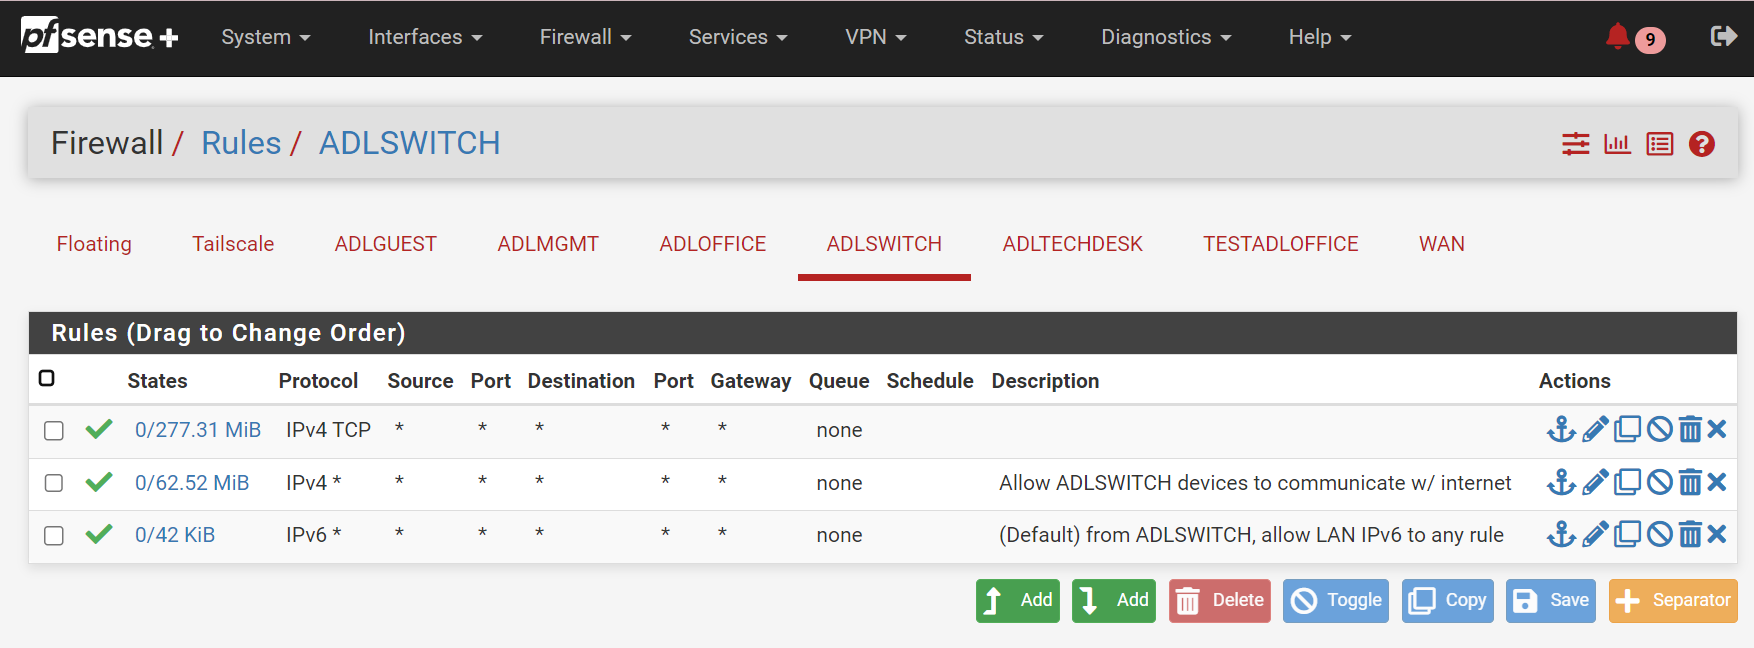 pfsense+ System Interfaces Firewall Services VPN Status Diagnostics Help 9
Firewall / Rules / ADLSWITCH
Floating Tailscale ADLGUEST ADLMGMT ADLOFFICE ADLSWITCH ADLTECHDESK TESTADLOFFICE WAN
Rules (Drag to Change Order)
States Protocol Source Port Destination Port Gateway Queue Schedule Description Actions
0/277.31 MiB IPv4 TCP * * * * * none
0/62.52 MiB IPv4 * * * * * * none Allow ADLSWITCH devices to communicate w/ internet
0/42 KiB IPv6 * * * * * * none (Default) from ADLSWITCH, allow LAN IPv6 to any rule
Add Add Delete Toggle Copy Save Separator